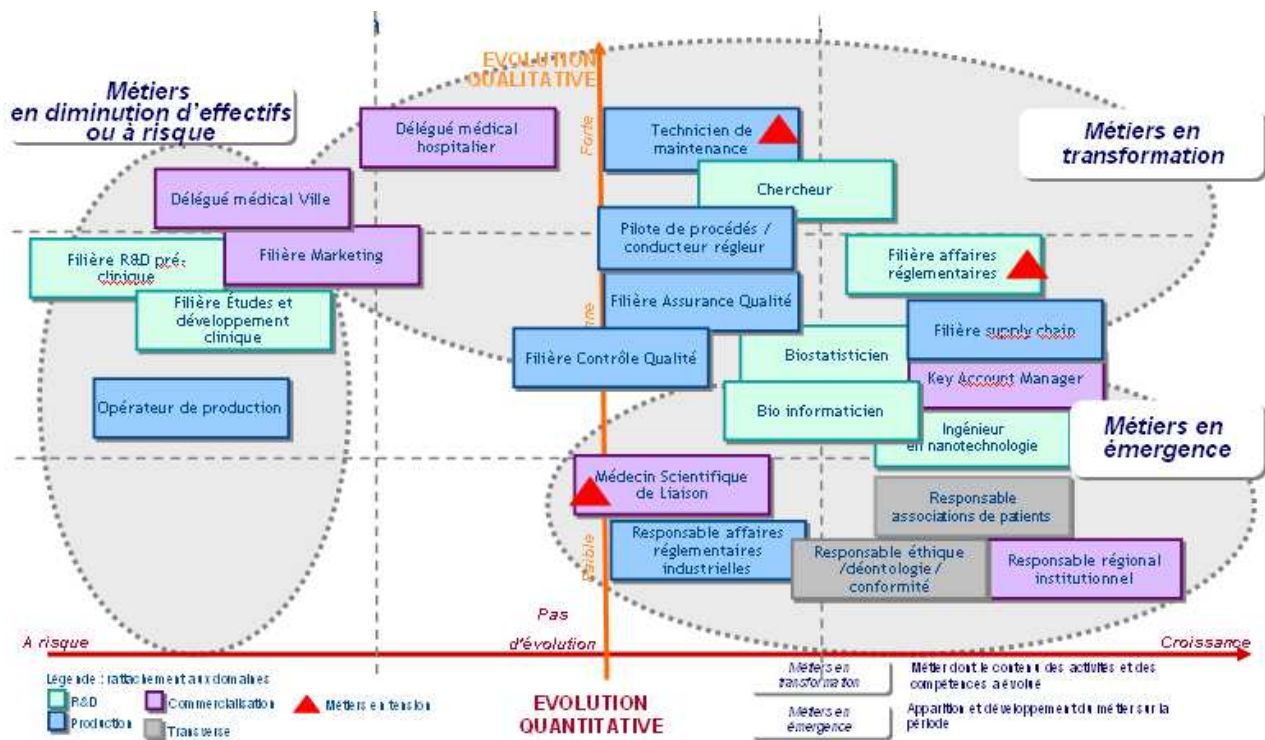 EVOLUTION
QUALITATIVE
Métiers
en diminution d'effectifs
ou à risque
Délégué médical
hospitalier
Forte
Technicien de
maintenance
Métiers en
transformation
Chercheur
Délégué médical Ville
Pilote de procédés /
conducteur régleur
Filière R&D pré-
clinique
Filière Marketing
Filière affaires
réglementaires
Filière Études et
développement
clinique
Filière Assurance Qualité
Filière supply chain
Filière Contrôle Qualité
Biostatisticien
Key Account Manager
Opérateur de production
Bio informaticien
Ingénieur
en nanotechnologie
Métiers en
émergence
Médecin Scientifique
de Liaison
Responsable
associations de patients
Responsable affaires
réglementaires
industrielles
Faible
Responsable éthique
/déontologie /
conformité
Responsable régional
institutionnel
A risque
Pas
d'évolution
Croissance
EVOLUTION
QUANTITATIVE
Légende : rattachement aux domaines
R&D
Commercialisation
Métiers en tension
Production
Transverse
Métiers en
transformation
Métier dont le contenu des activités et des
compétences a évolué
Métiers en
émergence
Apparition et développement du métier sur la
période